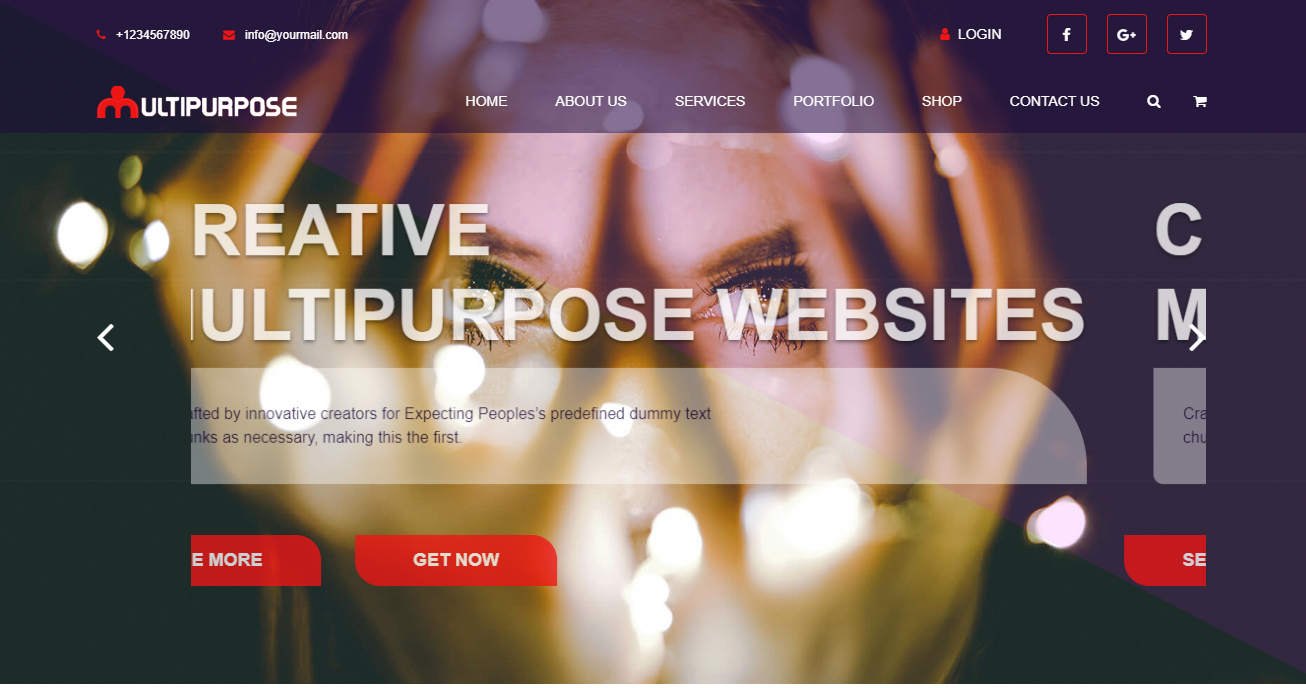 +1234567890 info@yourmail.com LOGIN
MULTIPURPOSE HOME ABOUT US SERVICES PORTFOLIO SHOP CONTACT US
REATIVE C
ULTIPURPOSE WEBSITES M
afted by innovative creators for Expecting Peoples's predefined dummy text Cra
unks as necessary, making this the first. chu
E MORE GET NOW SE